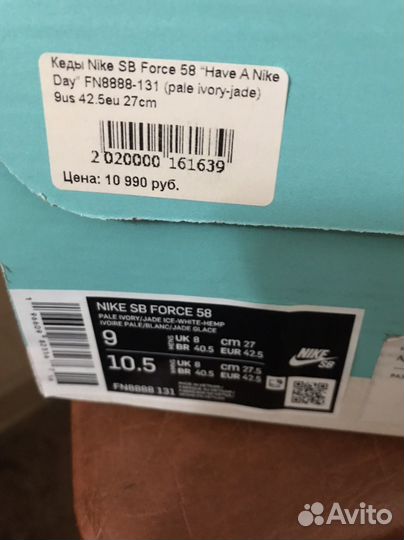 Кеды Nike SB Force 58 "Have A Nike
Day" FN8888-131 (pale ivory-jade)
9us 42.5eu 27cm
2 020000 161639
Цена: 10 990 руб.
NIKE SB FORCE 58
PALE IVORY/JADE ICE-WHITE-HEMP
IVOIRE PALE/BLANC/JADE GLACE
9 UK 8 cm 27
BR 40.5 EUR 42.5
10.5 UK 8 cm 27.5
BR 40.5 EUR 42.5
FN8888 131
NIKE SB
Avito